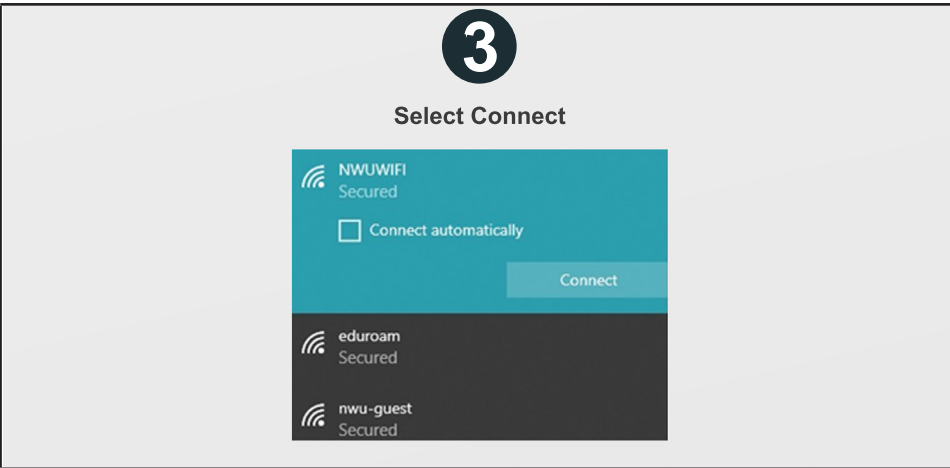 3
Select Connect
NWUWIFI
Secured
Connect automatically
Connect
eduroam
Secured
nwu-guest
Secured